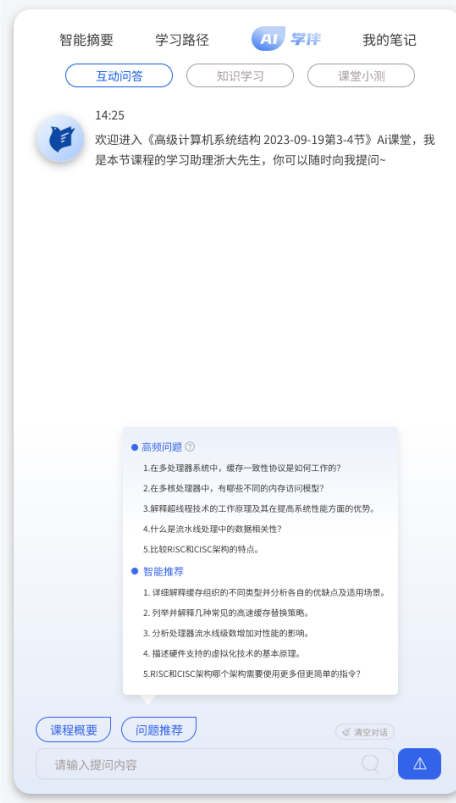 智能摘要 学习路径 AI 学伴 我的笔记
互动问答 知识学习 课堂小测
14:25
欢迎进入《高级计算机系统结构 2023-09-19第3-4节》Ai课堂，我
是本节课程的学习助理浙大先生，你可以随时向我提问~
高频问题 ?
1.在多处理器系统中，缓存一致性协议是如何工作的?
2.在多核处理器中，有哪些不同的内存访问模型?
3.解释超线程技术的工作原理及其在提高系统性能方面的优势。
4.什么是流水线处理中的数据相关性?
5.比较RISC和CISC架构的特点。
智能推荐
1. 详细解释缓存组织的不同类型并分析各自的优缺点及适用场景。
2. 列举并解释几种常见的高速缓存替换策略。
3. 分析处理器流水线级数增加对性能的影响。
4. 描述硬件支持的虚拟化技术的基本原理。
5.RISC和CISC架构哪个架构需要使用更多但更简单的指令?
课程概要 问题推荐 清空对话
请输入提问内容